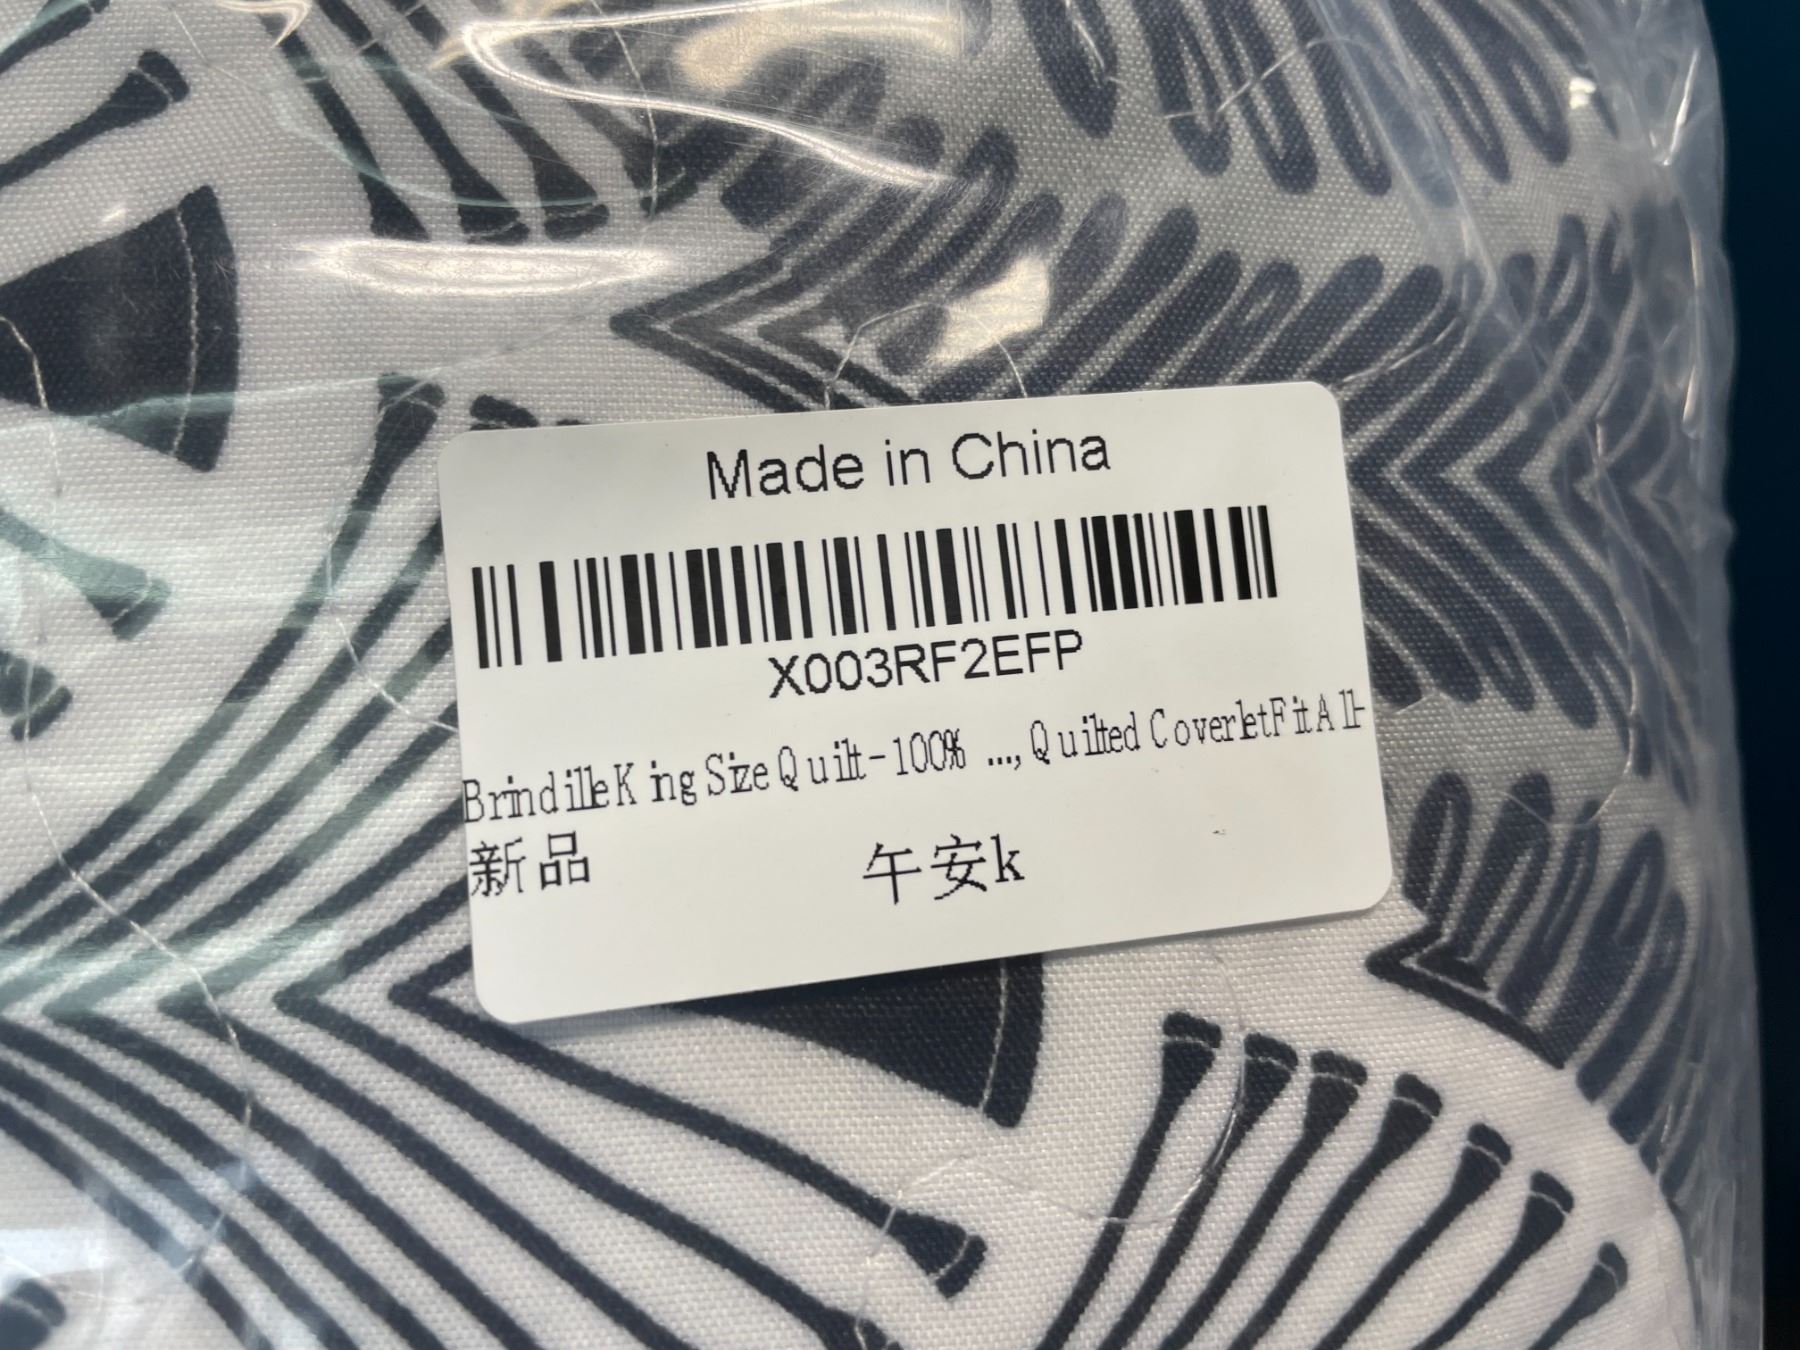 Made in China
X003RF2EFP
Brindille King Size Quilt - 100% ..., Quilted Coverlet Fit All-
新品 午安k